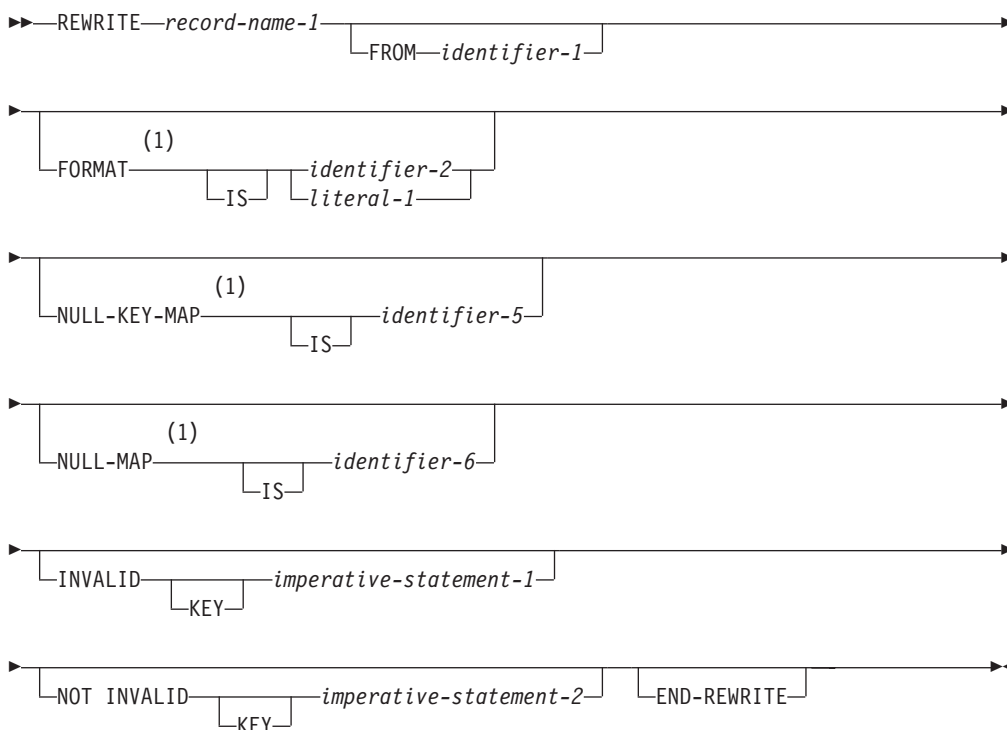 REWRITE record-name-1
FROM identifier-1
(1)
FORMAT identifier-2
IS literal-1
(1)
NULL-KEY-MAP identifier-5
IS
(1)
NULL-MAP identifier-6
IS
INVALID imperative-statement-1
KEY
NOT INVALID imperative-statement-2 END-REWRITE
KEY